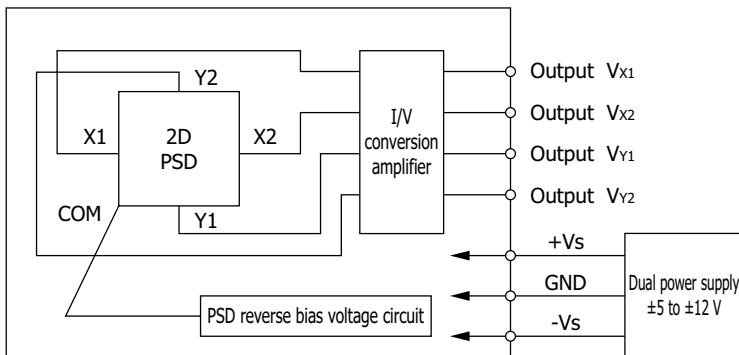 Y2
X1
2D
PSD
X2
COM
Y1
I/V
conversion
amplifier
Output VX1
Output VX2
Output VY1
Output VY2
+Vs
GND
-Vs
Dual power supply
±5 to ±12 V
PSD reverse bias voltage circuit